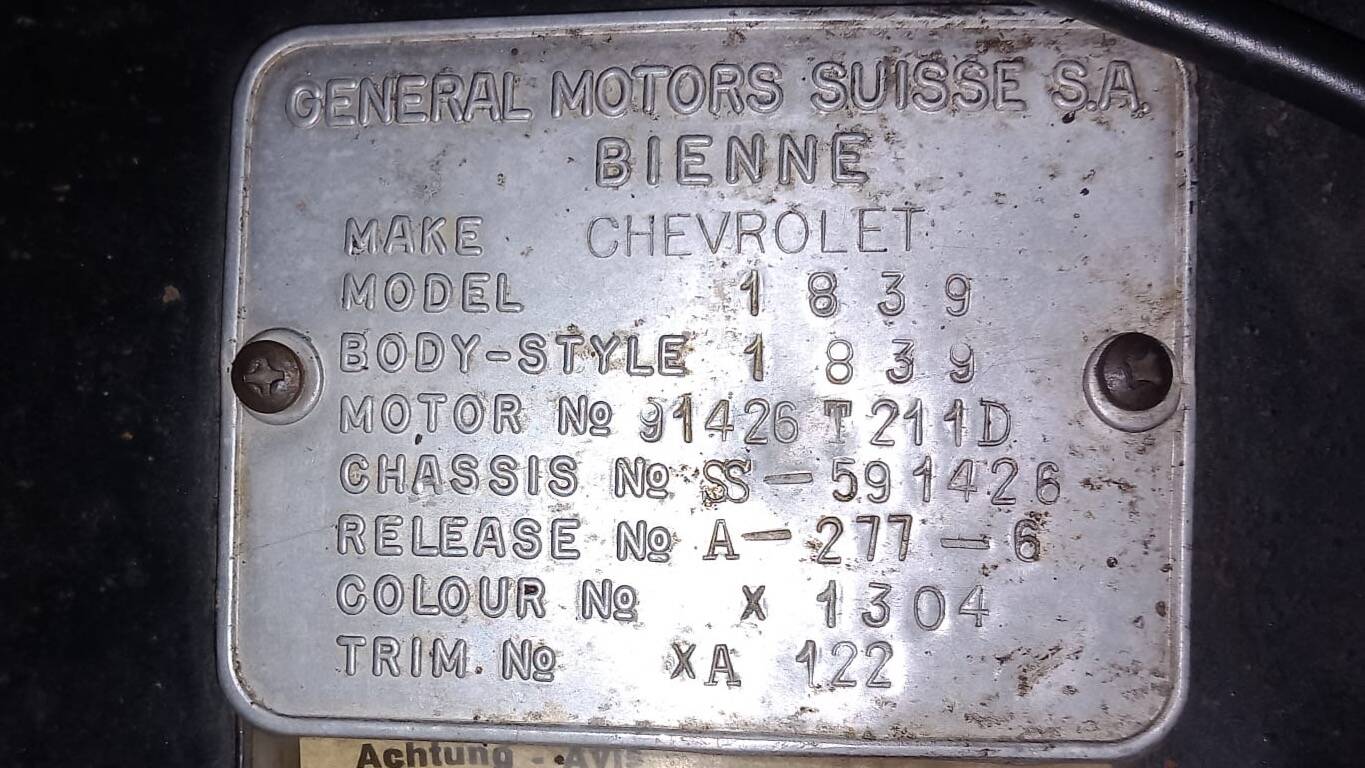 GENERAL MOTORS SUISSE S.A.
BIENNE
MAKE CHEVROLET
MODEL 1839
BODY-STYLE 1839
MOTOR No 91426 T211D
CHASSIS No SS-591426
RELEASE No A-277-6
COLOUR No X 1304
TRIM No XA 122
Achtung - Avis